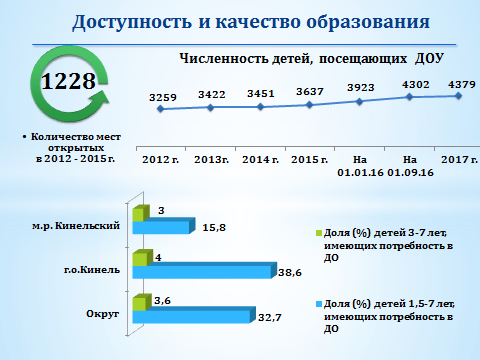 Доступность и качество образования
1228
• Количество мест
открытых
в 2012 - 2015 г.
Численность детей, посещающих ДОУ
3259 3422 3451 3637 3923 4302 4379
2012 г. 2013г. 2014 г. 2015 г. На 01.01.16 На 01.09.16 2017 г.
м.р. Кинельский
3
15,8
г.о.Кинель
4
38,6
Округ
3,6
32,7
Доля (%) детей 3-7 лет,
имеющих потребность в
ДО
Доля (%) детей 1,5-7 лет,
имеющих потребность в
ДО